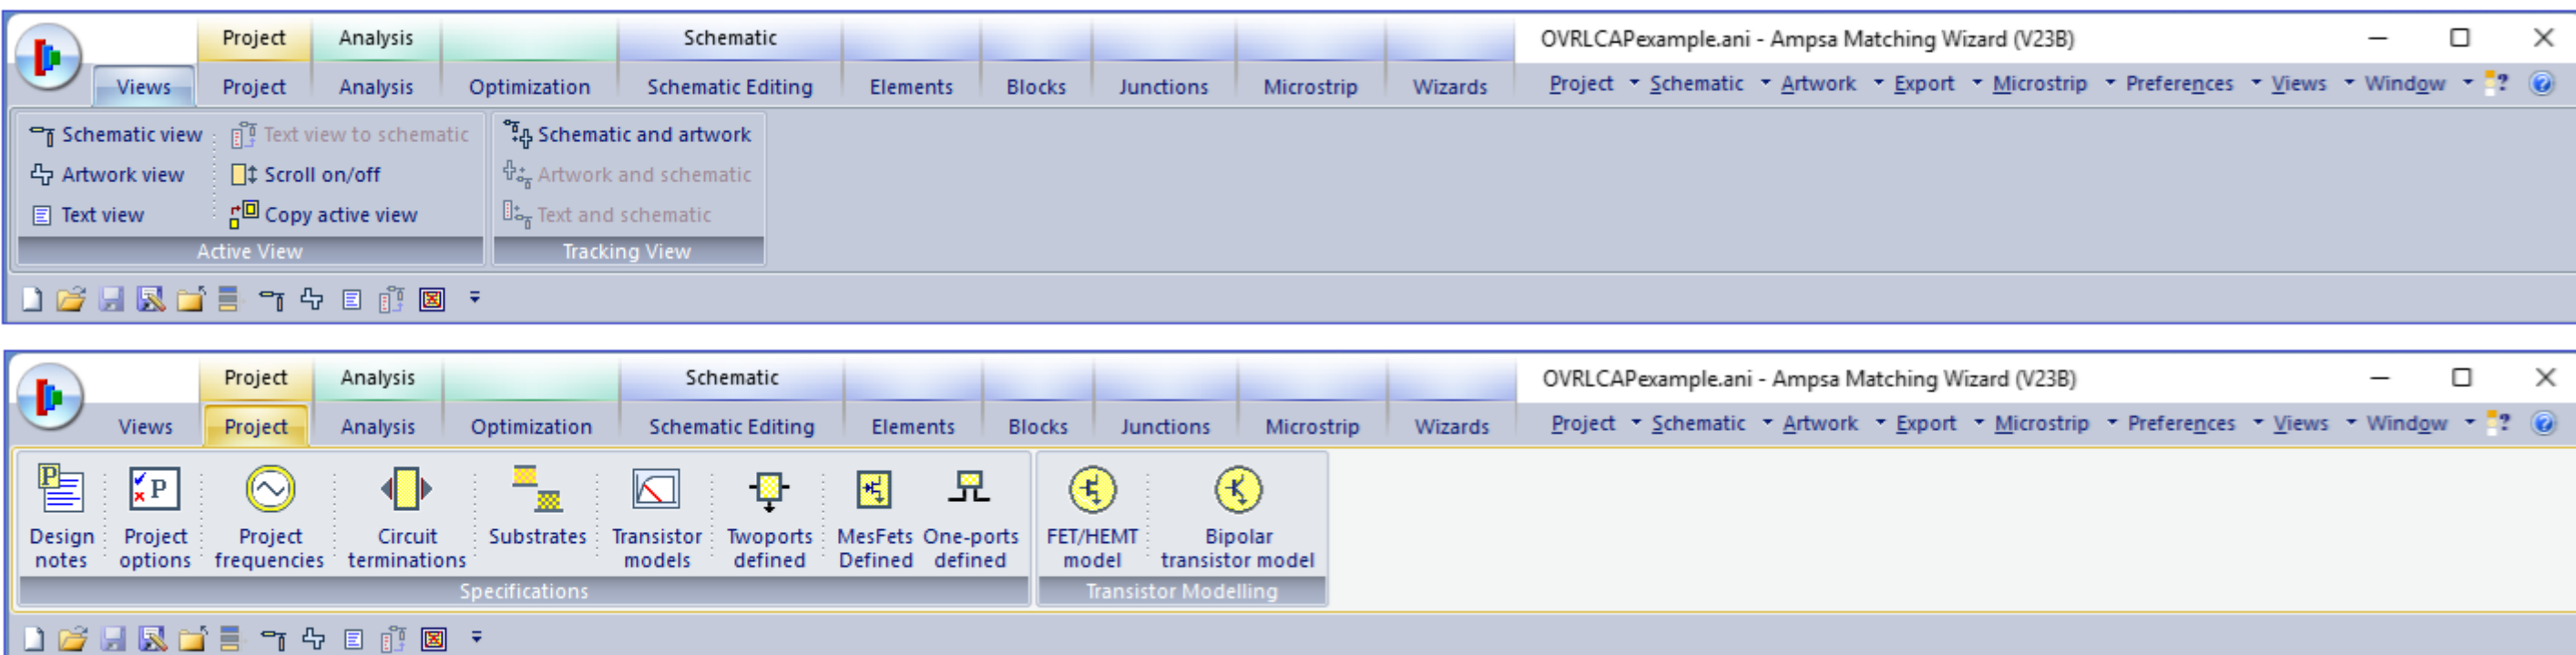 Project Analysis Schematic OVRLCAPexample.ani - Ampsa Matching Wizard (V23B)
Views Project Analysis Optimization Schematic Editing Elements Blocks Junctions Microstrip Wizards Project Schematic Artwork Export Microstrip Preferences Views Window ?
Schematic view Text view to schematic Schematic and artwork
Artwork view Scroll on/off Artwork and schematic
Text view Copy active view Text and schematic
Active View Tracking View
Project Analysis Schematic OVRLCAPexample.ani - Ampsa Matching Wizard (V23B)
Views Project Analysis Optimization Schematic Editing Elements Blocks Junctions Microstrip Wizards Project Schematic Artwork Export Microstrip Preferences Views Window ?
P P
Design Project Project Circuit Substrates Transistor Twoports MesFets One-ports FET/HEMT Bipolar
notes options frequencies terminations models defined Defined defined model transistor model
Specifications Transistor Modelling